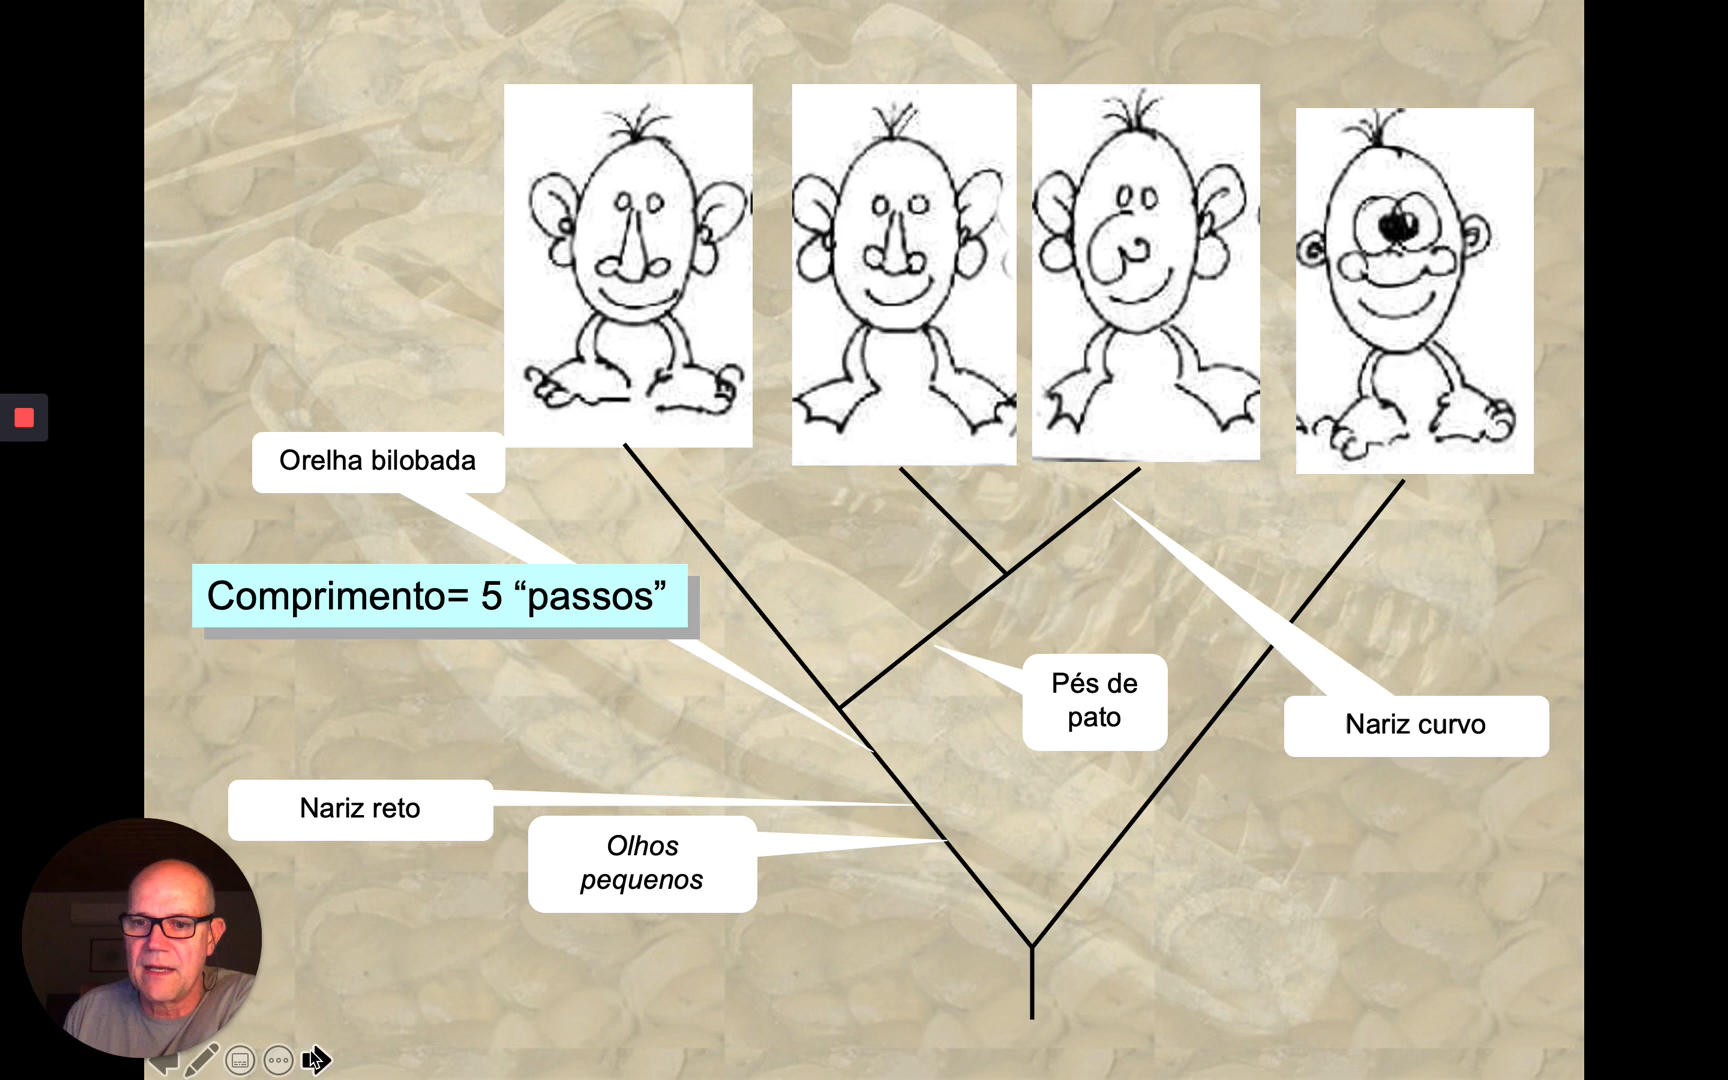 Orelha bilobada
Comprimento= 5 “passos”
Pés de
pato
Nariz curvo
Nariz reto
Olhos
pequenos